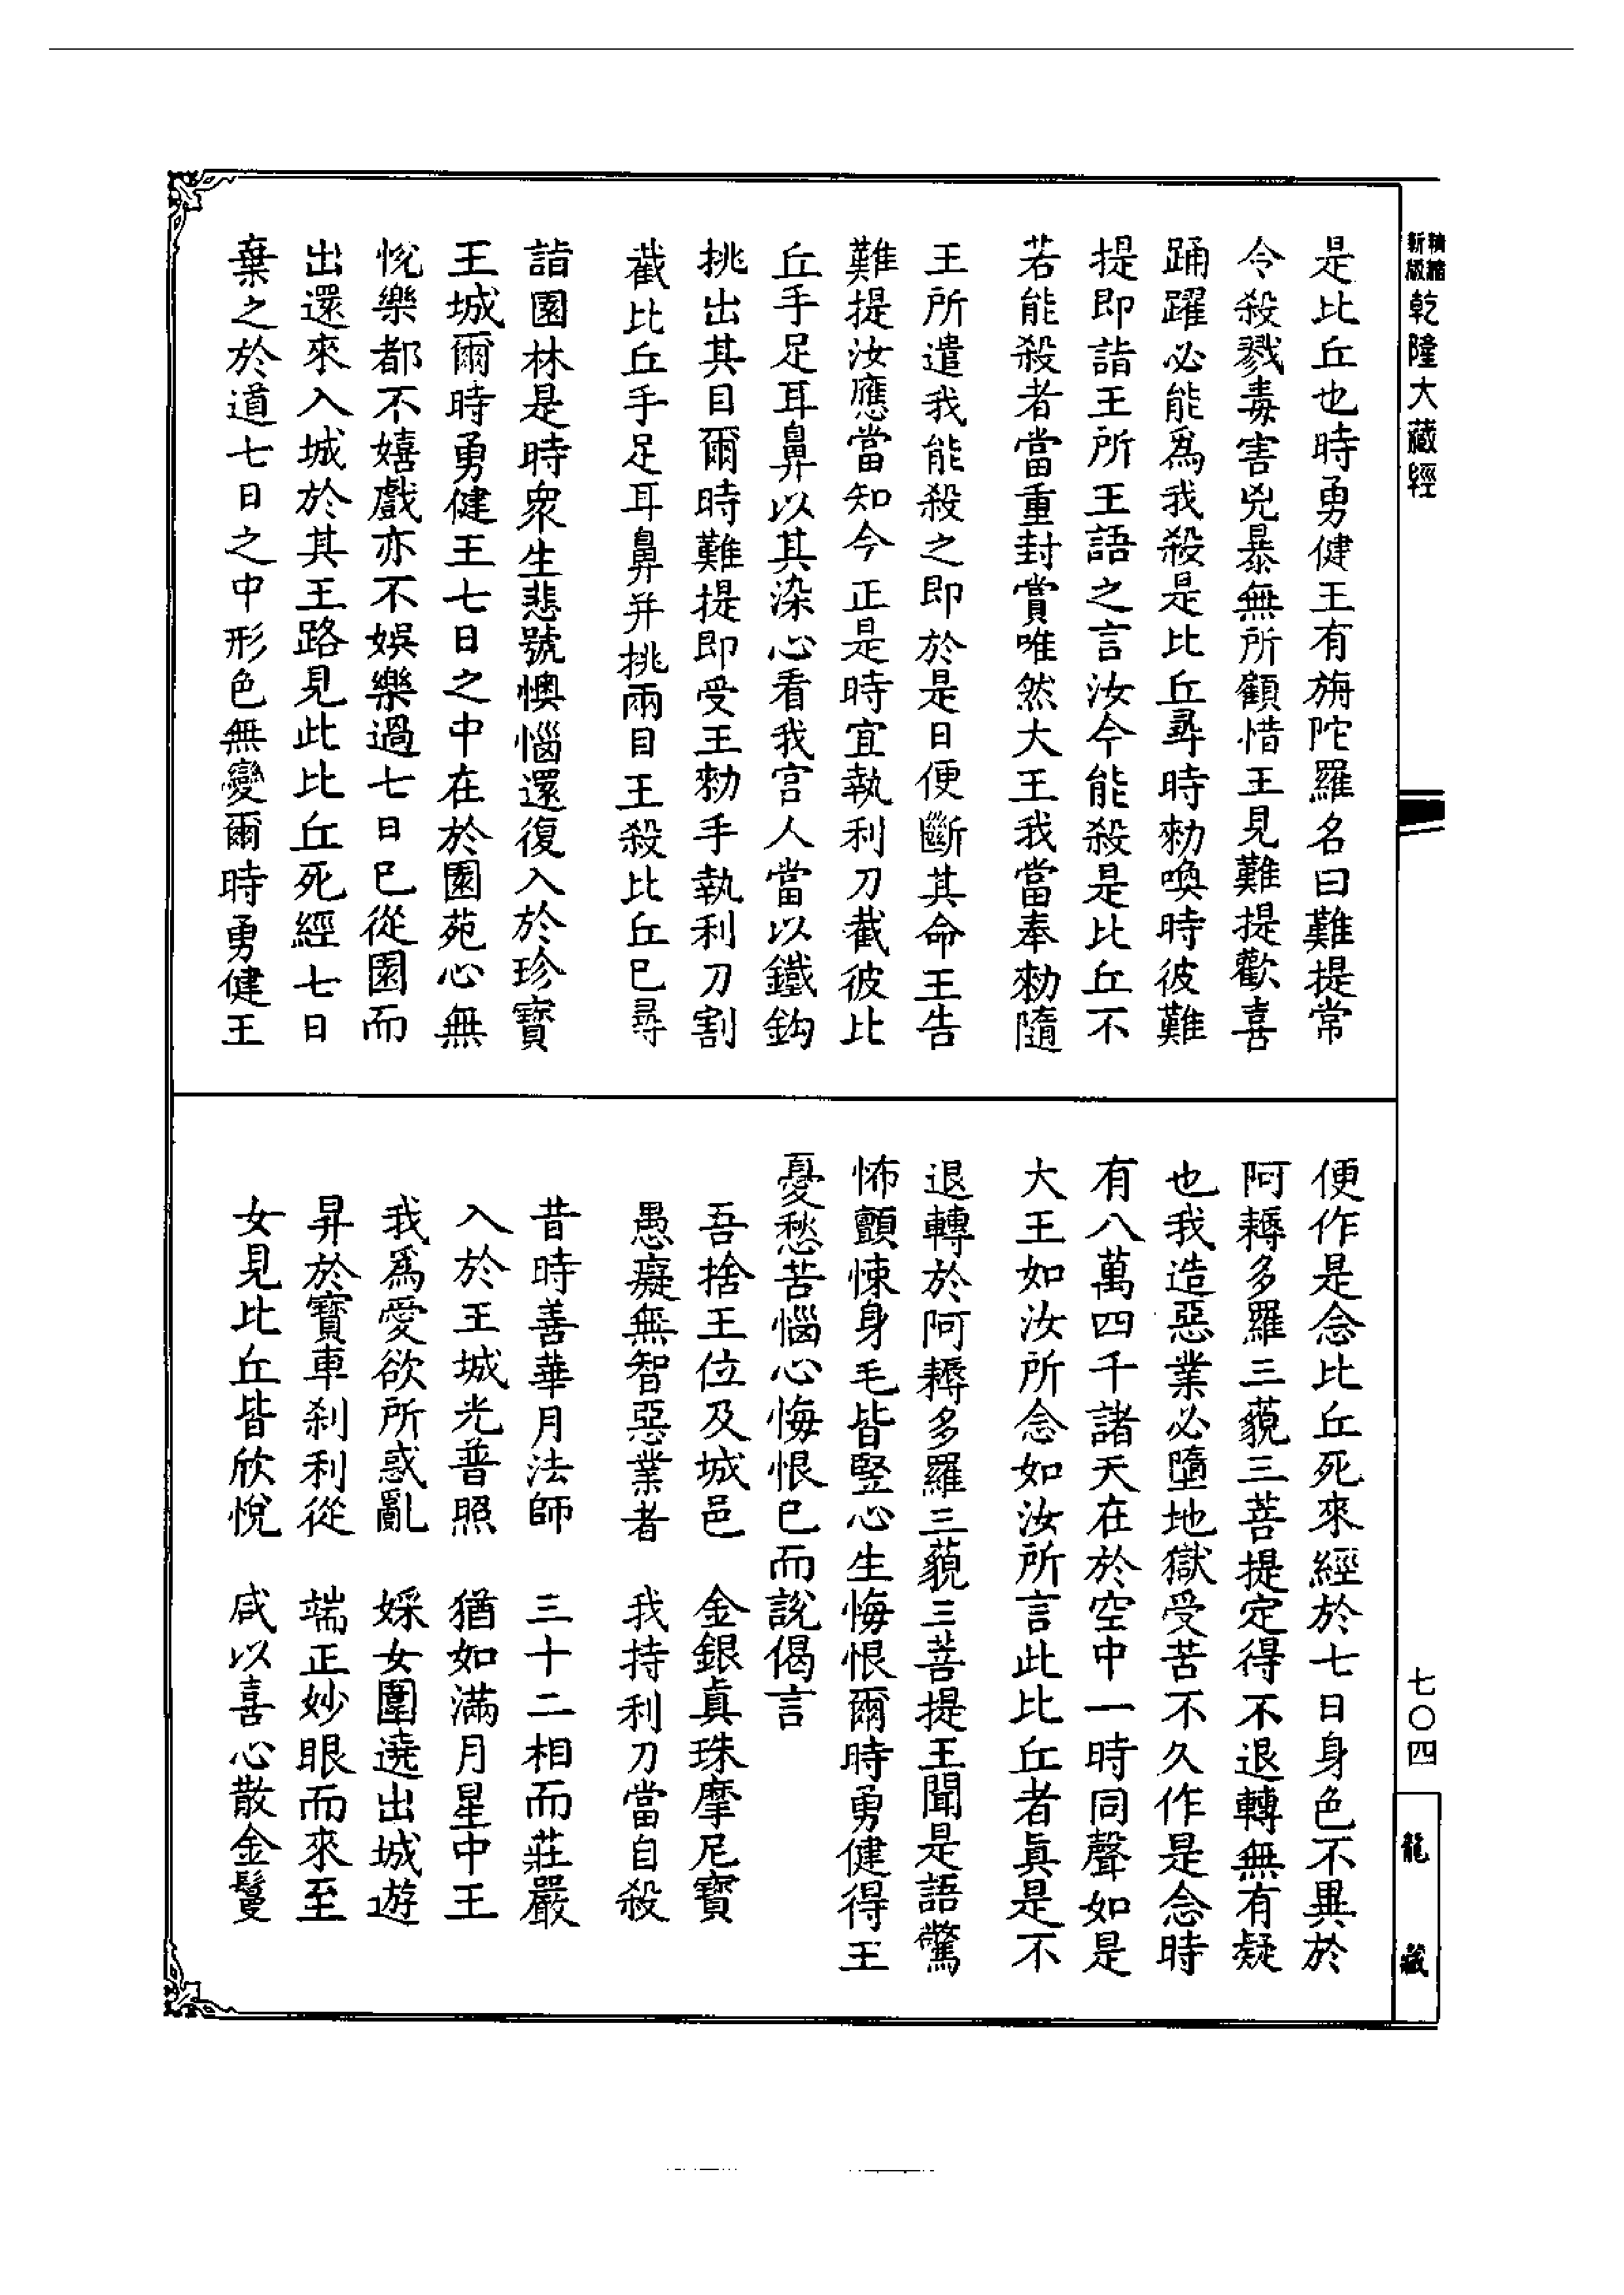 新版精縮乾隆大藏經
是比丘也時勇健王有旃陀羅名曰難提常
令殺戮毒害兇暴無所顧惜王見難提歡喜
踊躍必能爲我殺是比丘尋時勑喚時彼難
提即詣王所王語之言汝今能殺是比丘不
若能殺者當重封賞唯然大王我當奉勑隨
王所遣我能殺之即於是日便斷其命王告
難提汝應當知今正是時宜執利刀截彼比
丘手足耳鼻以其染心看我宮人當以鐵鈎
挑出其目爾時難提即受王勑手執利刀割
截比丘手足耳鼻并挑兩目王殺比丘已尋
詣園林是時衆生悲號懊惱還復入於珍寶
王城爾時勇健王七日之中在於園苑心無
悅樂都不嬉戲亦不娛樂過七日已從園而
出還來入城於其王路見此比丘死經七日
棄之於道七日之中形色無變爾時勇健王
便作是念比丘死來經於七日身色不異於
阿耨多羅三藐三菩提定得不退轉無有疑
也我造惡業必墮地獄受苦不久作是念時
有八萬四千諸天在於空中一時同聲如是
大王如汝所念如汝所言此比丘者眞是不
退轉於阿耨多羅三藐三菩提王聞是語驚
怖顫悚身毛皆竪心生悔恨爾時勇健得王
憂愁苦惱心悔恨已而說偈言
吾捨王位及城邑　金銀眞珠摩尼寶
愚癡無智惡業者　我持利刀當自殺
昔時善華月法師　三十二相而莊嚴
入於王城光普照　猶如滿月星中王
我爲愛欲所惑亂　婇女圍遶出城遊
昇於寶車剎利從　端正妙眼而來至
女見比丘皆欣悅　咸以喜心散金鬘
七〇四
龍藏